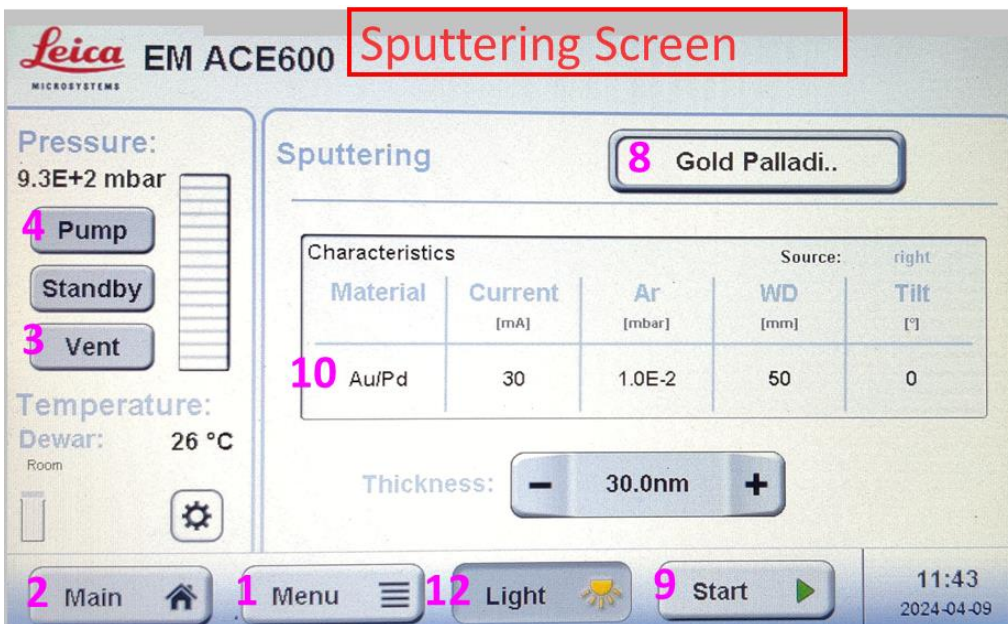 Leica
MICROSYSTEMS
EM ACE600
Sputtering Screen
Pressure:
9.3E+2 mbar
4 Pump
Standby
3 Vent
Temperature:
Dewar: 26 °C
Room
Sputtering
8 Gold Palladi..
Characteristics Source: right
Material Current Ar WD Tilt
[mA] [mbar] [mm] [°]
10 Au/Pd 30 1.0E-2 50 0
Thickness: − 30.0nm +
2 Main
1 Menu
12 Light
9 Start
11:43
2024-04-09